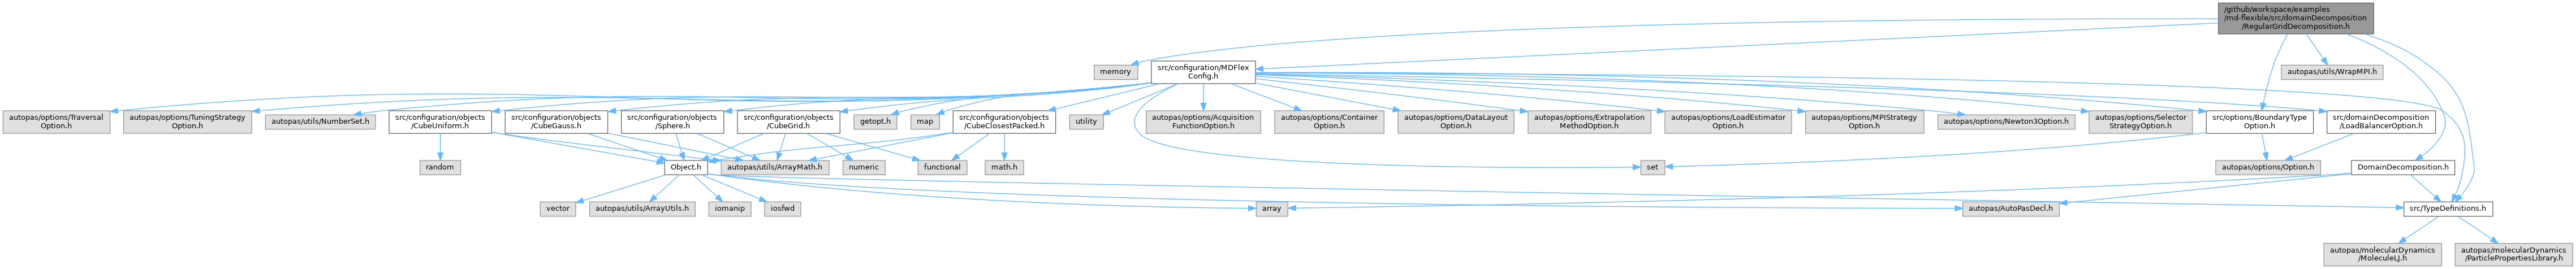 /github/workspace/examples
/md-flexible/src/domainDecomposition
/RegularGridDecomposition.h
memory
src/configuration/MDFlex
Config.h
autopas/utils/WrapMPI.h
autopas/options/Traversal
Option.h
autopas/options/TuningStrategy
Option.h
autopas/utils/NumberSet.h
src/configuration/objects
/CubeUniform.h
src/configuration/objects
/CubeGauss.h
src/configuration/objects
/Sphere.h
src/configuration/objects
/CubeGrid.h
getopt.h
map
src/configuration/objects
/CubeClosestPacked.h
utility
autopas/options/Acquisition
FunctionOption.h
autopas/options/Container
Option.h
autopas/options/DataLayout
Option.h
autopas/options/Extrapolation
MethodOption.h
autopas/options/LoadEstimator
Option.h
autopas/options/MPIStrategy
Option.h
autopas/options/Newton3Option.h
autopas/options/Selector
StrategyOption.h
src/options/BoundaryType
Option.h
src/domainDecomposition
/LoadBalancerOption.h
random
Object.h
autopas/utils/ArrayMath.h
numeric
functional
math.h
set
autopas/options/Option.h
DomainDecomposition.h
vector
autopas/utils/ArrayUtils.h
iomanip
iosfwd
array
autopas/AutoPasDecl.h
src/TypeDefinitions.h
autopas/molecularDynamics
/MoleculeLJ.h
autopas/molecularDynamics
/ParticlePropertiesLibrary.h